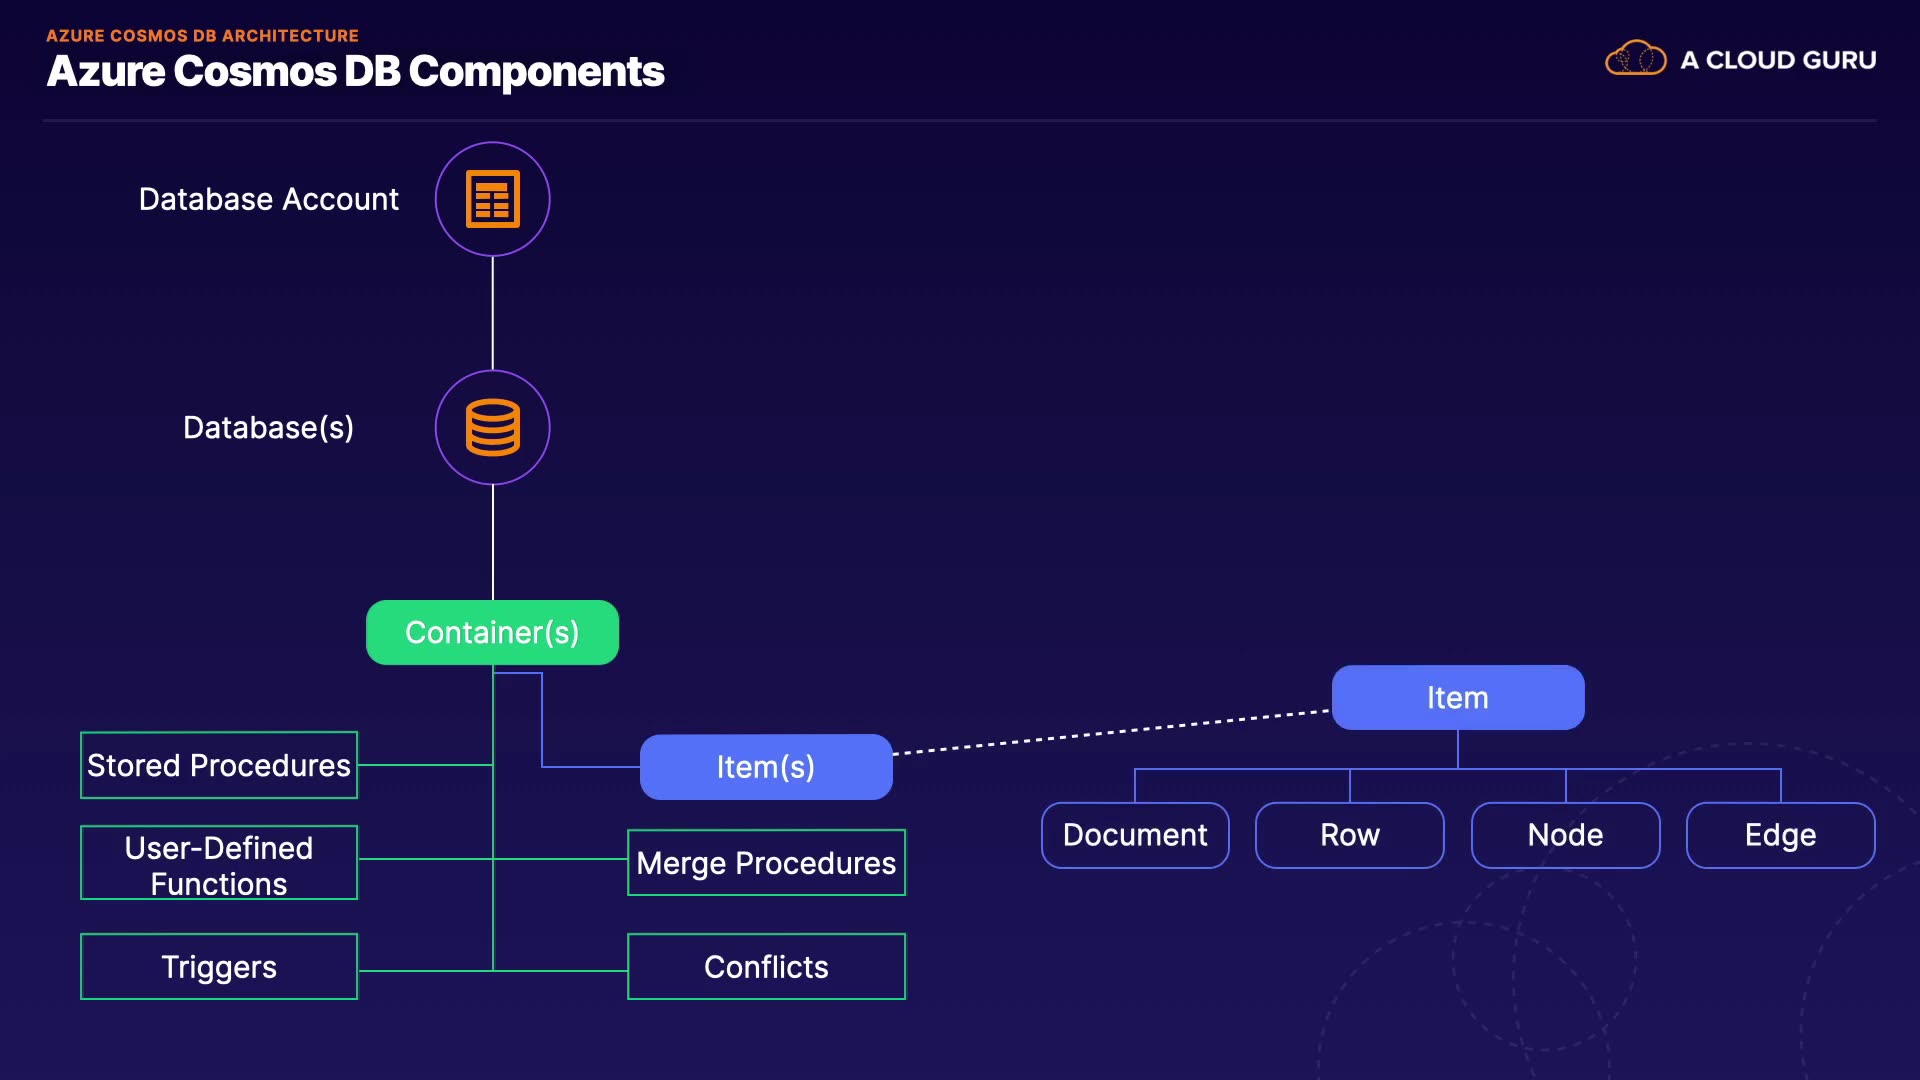 AZURE COSMOS DB ARCHITECTURE
Azure Cosmos DB Components
A CLOUD GURU
Database Account
Database(s)
Container(s)
Stored Procedures
User-Defined
Functions
Triggers
Item(s)
Merge Procedures
Conflicts
Item
Document
Row
Node
Edge